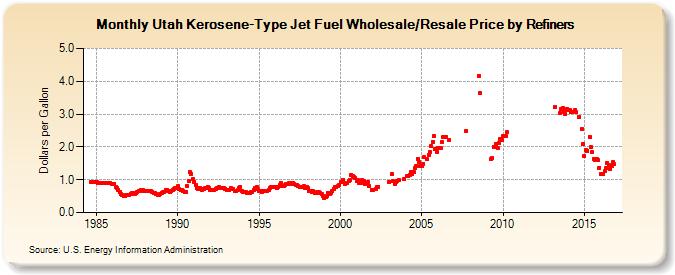 Monthly Utah Kerosene-Type Jet Fuel Wholesale/Resale Price by Refiners
Dollars per Gallon
5.0
4.0
3.0
2.0
1.0
0.0
1985 1990 1995 2000 2005 2010 2015
Source: U.S. Energy Information Administration